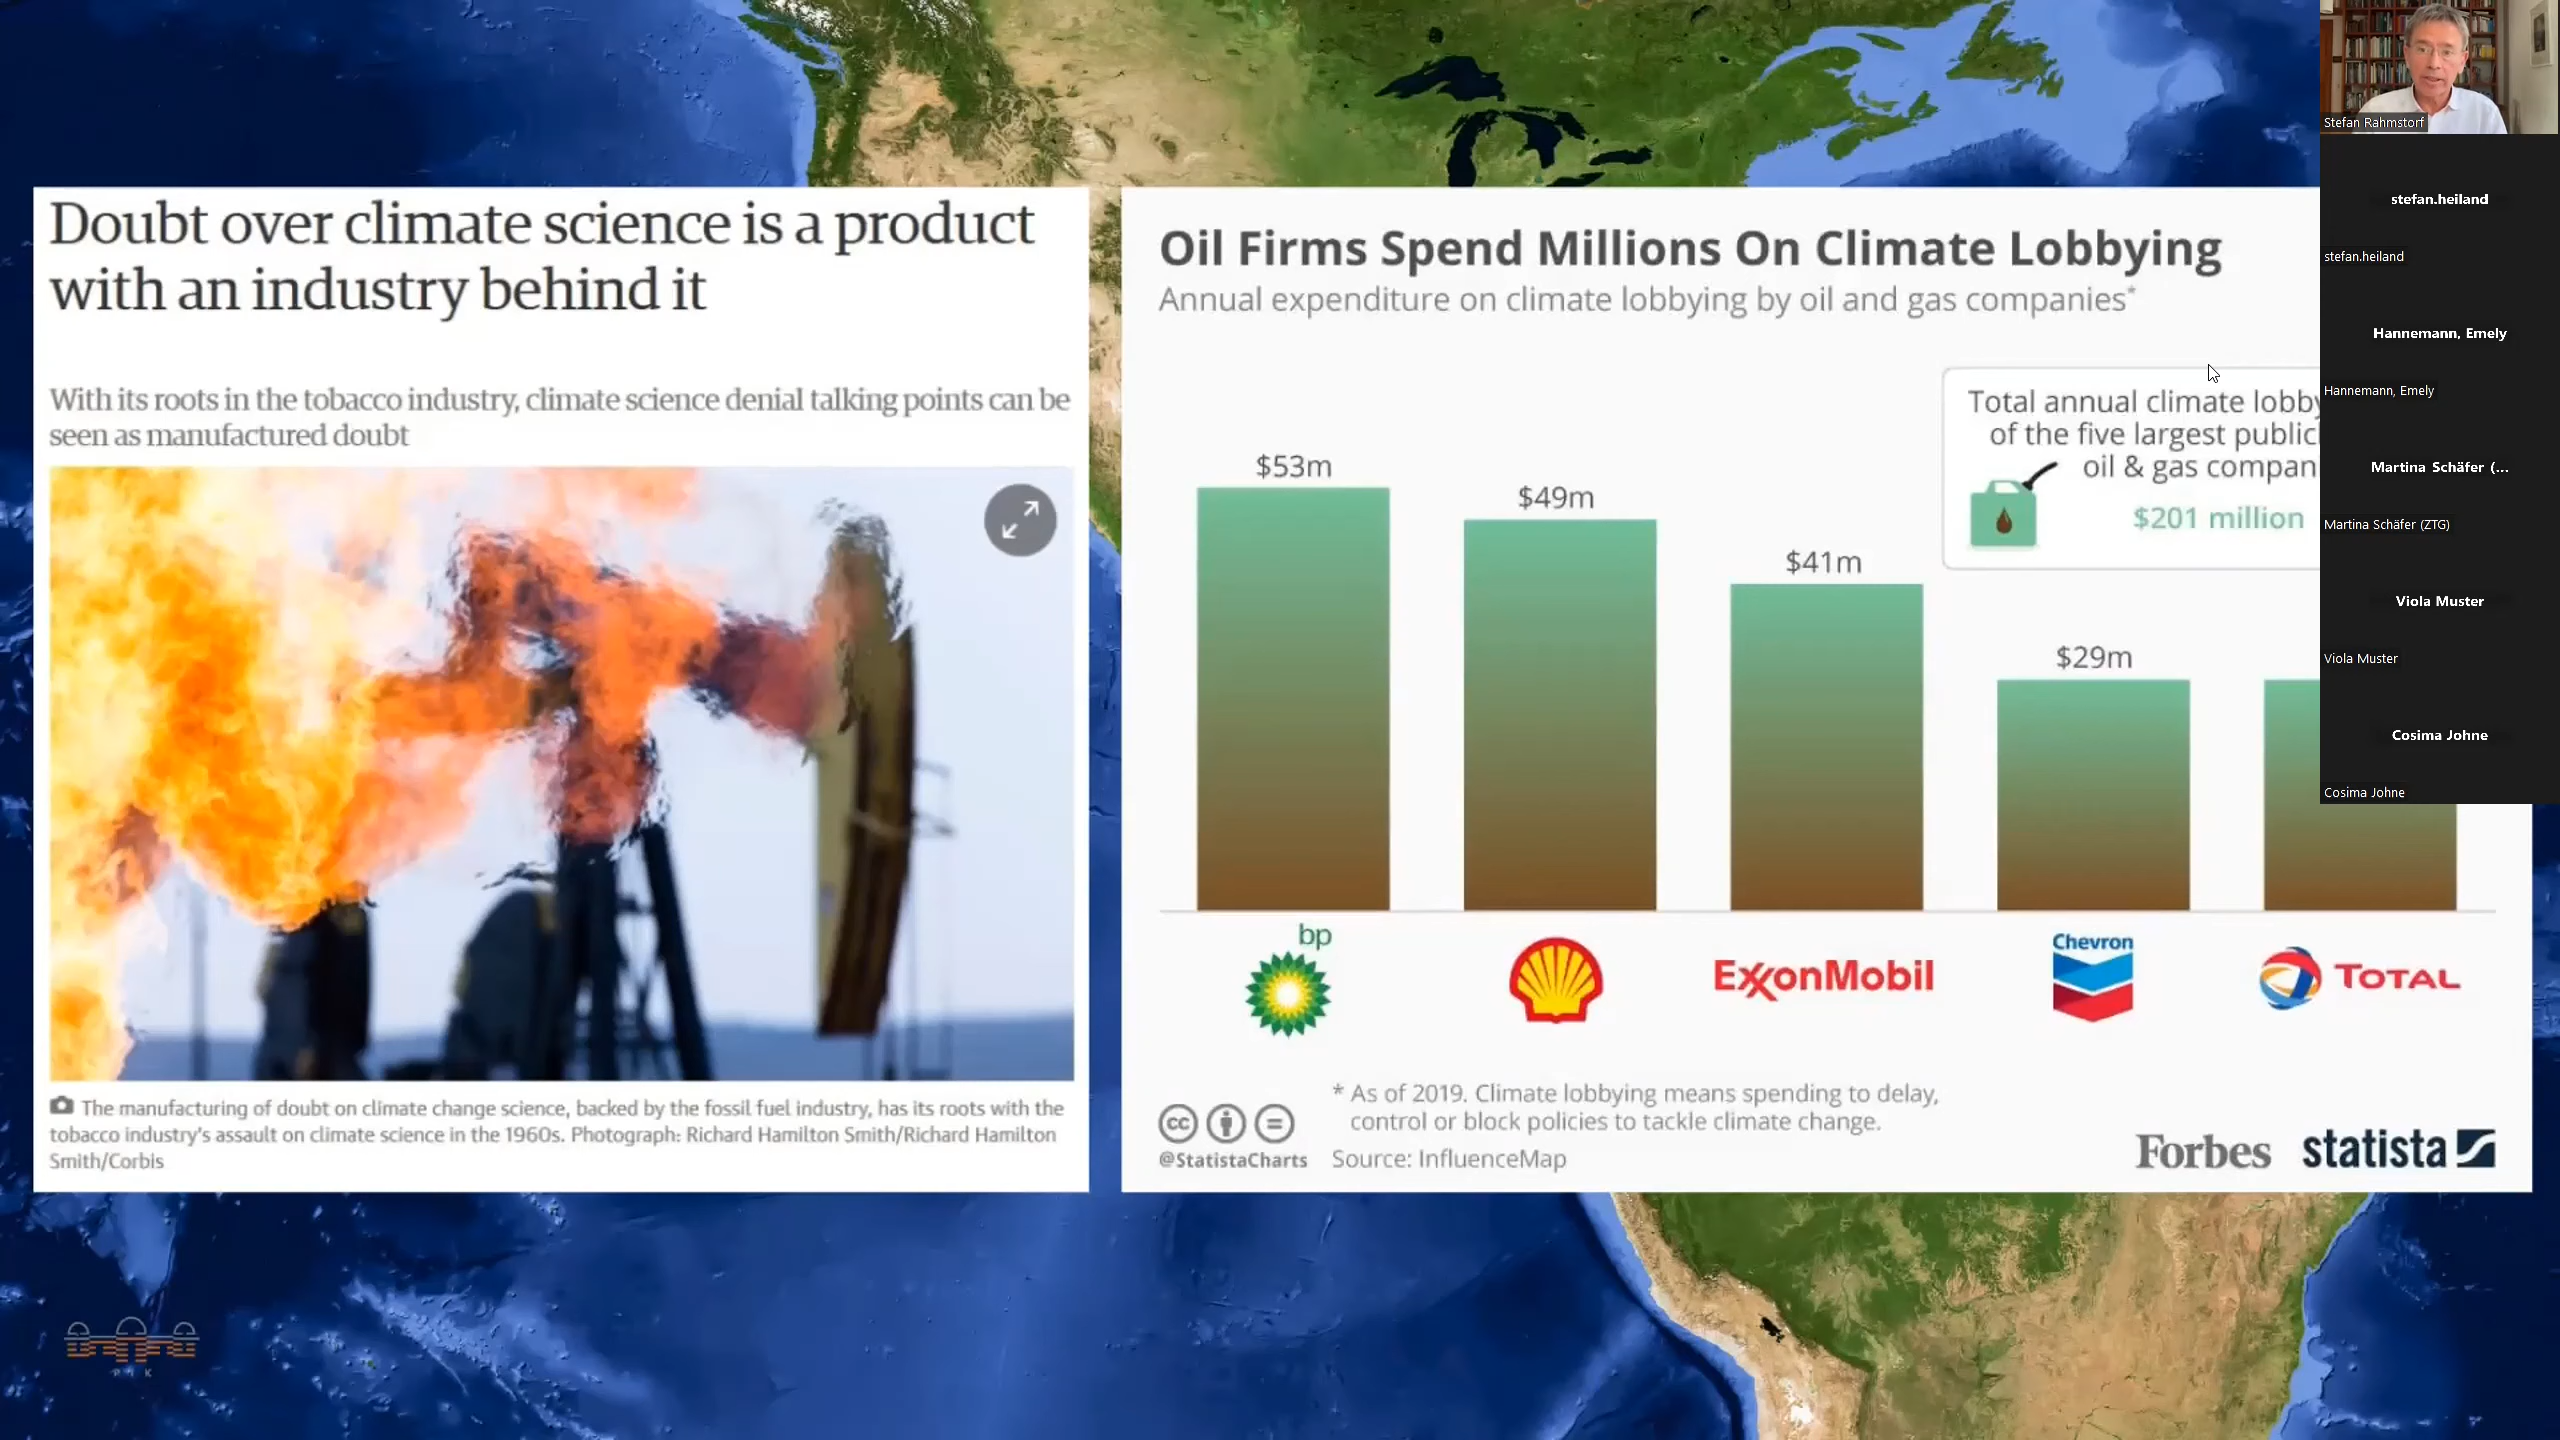 Doubt over climate science is a product
with an industry behind it
With its roots in the tobacco industry, climate science denial talking points can be
seen as manufactured doubt
The manufacturing of doubt on climate change science, backed by the fossil fuel industry, has its roots with the
tobacco industry's assault on climate science in the 1960s. Photograph: Richard Hamilton Smith/Richard Hamilton
Smith/Corbis
Oil Firms Spend Millions On Climate Lobbying
Annual expenditure on climate lobbying by oil and gas companies*
Total annual climate lobby
of the five largest public
oil & gas compan
$201 million
$53m
$49m
$41m
$29m
bp
Chevron
ExxonMobil
TOTAL
* As of 2019. Climate lobbying means spending to delay,
control or block policies to tackle climate change.
cc
@StatistaCharts
Source: InfluenceMap
Forbes
statista
PIK
Stefan Rahmstorf
stefan.heiland
stefan.heiland
Hannemann, Emely
Hannemann, Emely
Martina Schäfer (...
Martina Schäfer (ZTG)
Viola Muster
Viola Muster
Cosima Johne
Cosima Johne